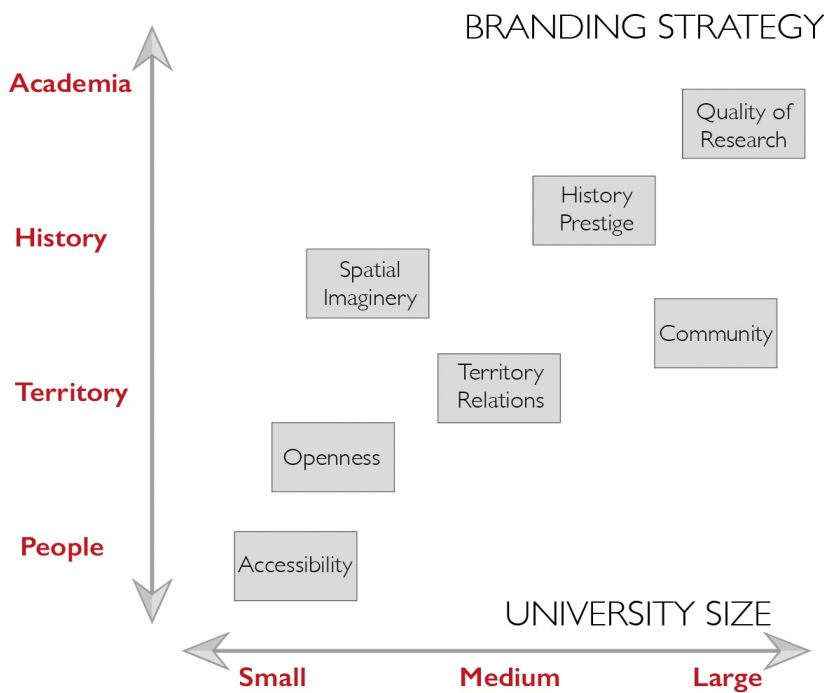 BRANDING STRATEGY
Academia
Quality of
Research
History
Prestige
History
Spatial
Imaginery
Community
Territory
Territory
Relations
Openness
People
Accessibility
UNIVERSITY SIZE
Small
Medium
Large